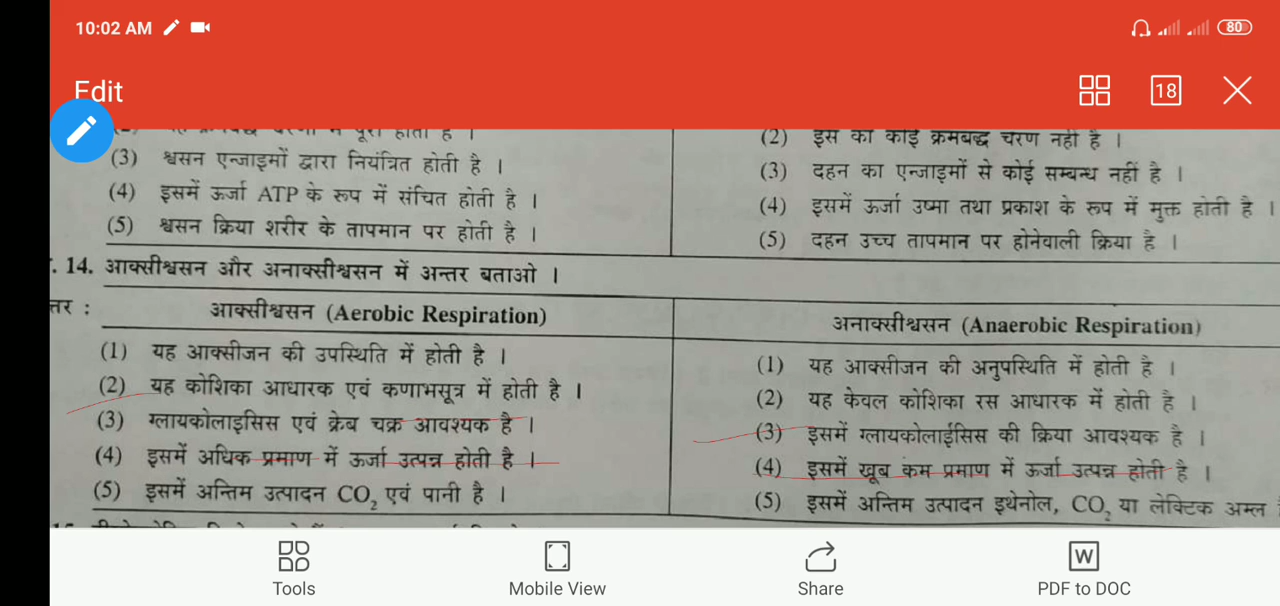 10:02 AM
80
Edit
18
(2) इस का कोई क्रमबद्ध चरण नहीं है ।
(3) श्वसन एन्जाइमों द्वारा नियंत्रित होती है ।
(3) दहन का एन्जाइमों से कोई सम्बन्ध नहीं है ।
(4) इसमें ऊर्जा ATP के रूप में संचित होती है ।
(4) इसमें ऊर्जा उष्मा तथा प्रकाश के रूप में मुक्त होती है ।
(5) श्वसन क्रिया शरीर के तापमान पर होती है ।
(5) दहन उच्च तापमान पर होनेवाली क्रिया है ।
. 14. आक्सीश्वसन और अनाक्सीश्वसन में अन्तर बताओ ।
त्तर :
आक्सीश्वसन (Aerobic Respiration)
अनाक्सीश्वसन (Anaerobic Respiration)
(1) यह आक्सीजन की उपस्थिति में होती है ।
(1) यह आक्सीजन की अनुपस्थिति में होती है ।
(2) यह कोशिका आधारक एवं कणाभसूत्र में होती है ।
(2) यह केवल कोशिका रस आधारक में होती है ।
(3) ग्लायकोलाइसिस एवं क्रेब चक्र आवश्यक है ।
(3) इसमें ग्लायकोलाईसिस की क्रिया आवश्यक है ।
(4) इसमें अधिक प्रमाण में ऊर्जा उत्पन्न होती है ।
(4) इसमें खूब कम प्रमाण में ऊर्जा उत्पन्न होती है ।
(5) इसमें अन्तिम उत्पादन CO₂ एवं पानी है ।
(5) इसमें अन्तिम उत्पादन इथेनोल, CO₂ या लेक्टिक अम्ल
Tools
Mobile View
Share
W
PDF to DOC